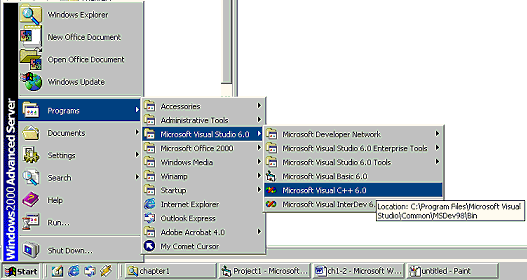 Windows Explorer
New Office Document
Open Office Document
Windows Update
Programs
Documents
Settings
Search
Help
Run...
Shut Down...
Windows 2000 Advanced Server
Accessories
Administrative Tools
Microsoft Visual Studio 6.0
Microsoft Office 2000
Windows Media
Winamp
Startup
Internet Explorer
Outlook Express
Adobe Acrobat 4.0
My Comet Cursor
Microsoft Developer Network
Microsoft Visual Studio 6.0 Enterprise Tools
Microsoft Visual Studio 6.0 Tools
Microsoft Visual Basic 6.0
Microsoft Visual C++ 6.0
Microsoft Visual InterDev 6.
Location: C:\Program Files\Microsoft Visual
Studio\Common\MSDev98\Bin
Start
chapter1
Project1 - Microsoft...
ch1-2 - Microsoft W...
untitled - Paint